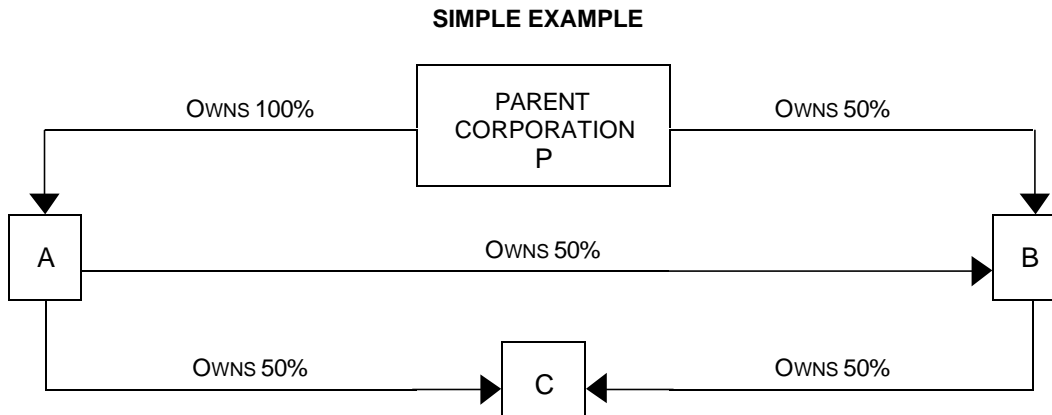 SIMPLE EXAMPLE
OWNS 100%
PARENT
CORPORATION
P
OWNS 50%
A
OWNS 50%
B
OWNS 50%
C
OWNS 50%